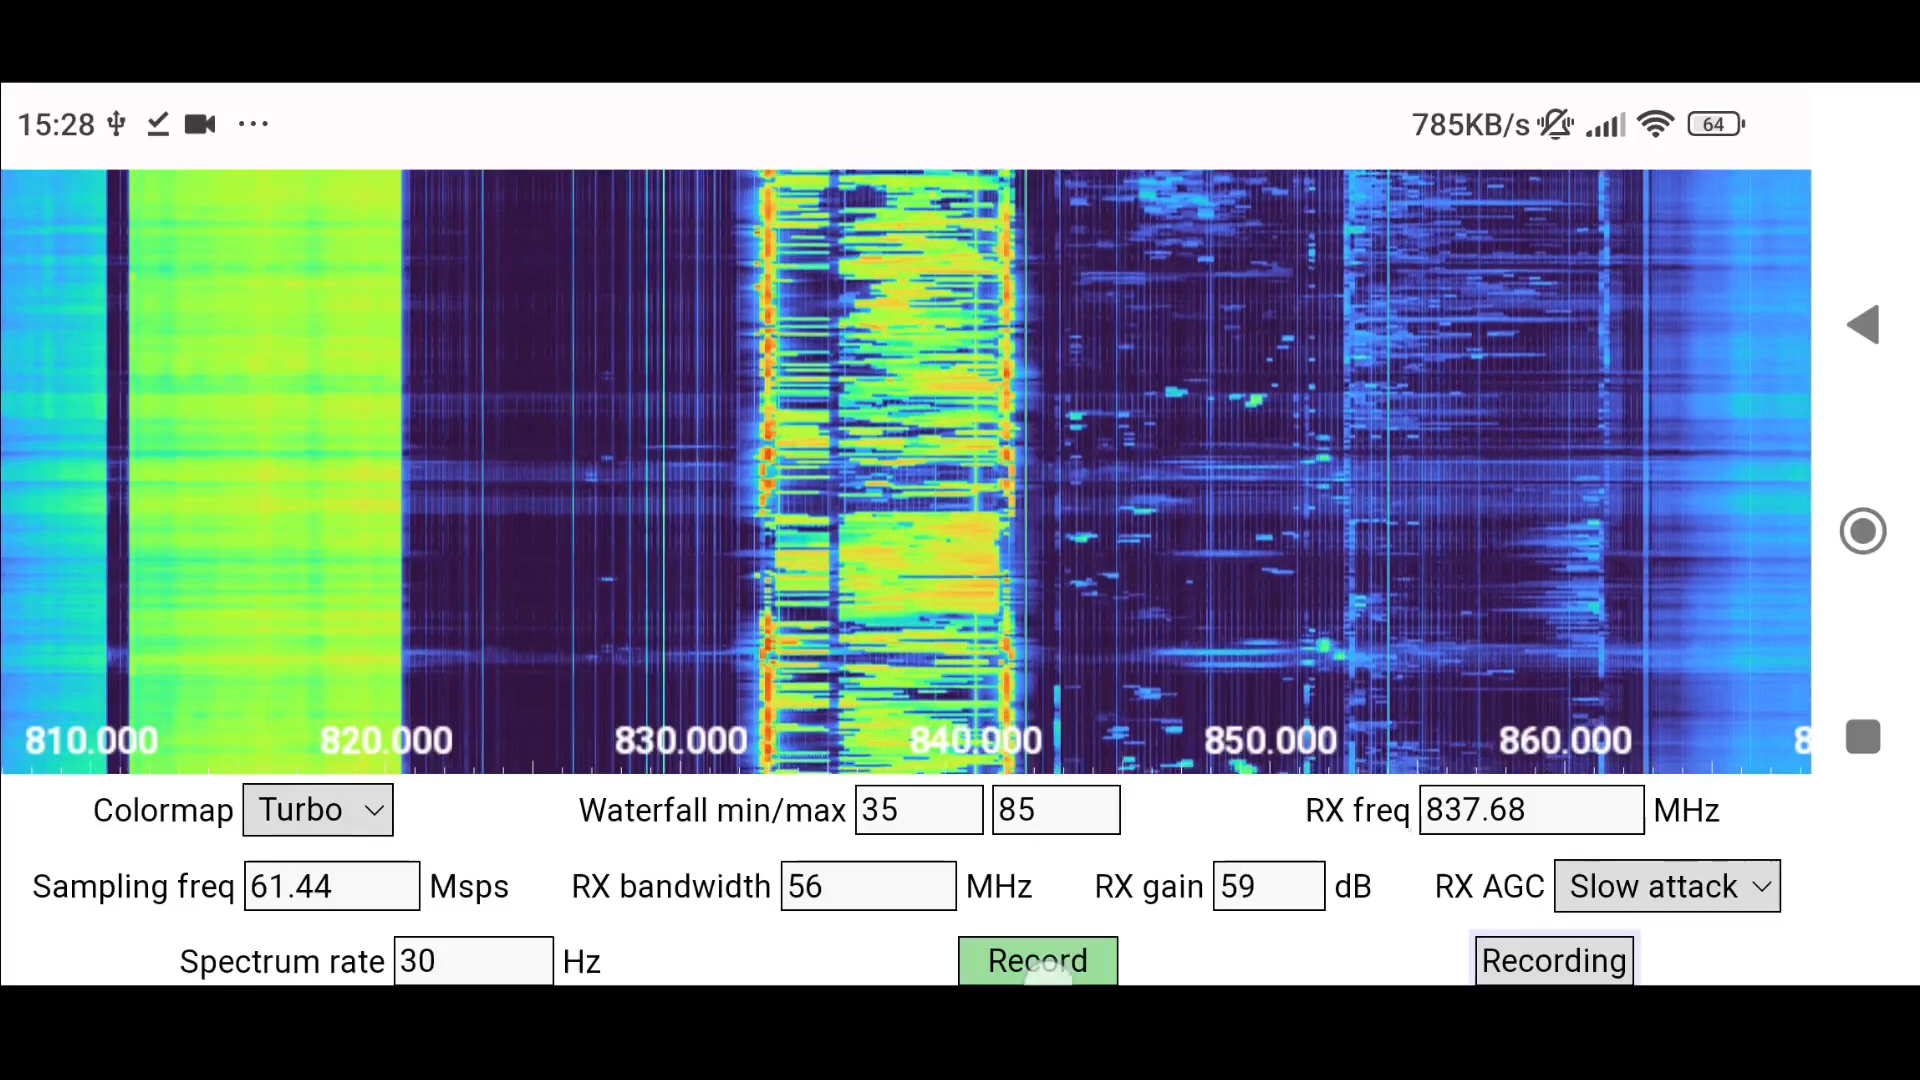 15:28 785KB/s 64
810.000 820.000 830.000 840.000 850.000 860.000 8
Colormap Turbo Waterfall min/max 35 85 RX freq 837.68 MHz
Sampling freq 61.44 Msps RX bandwidth 56 MHz RX gain 59 dB RX AGC Slow attack
Spectrum rate 30 Hz Record Recording